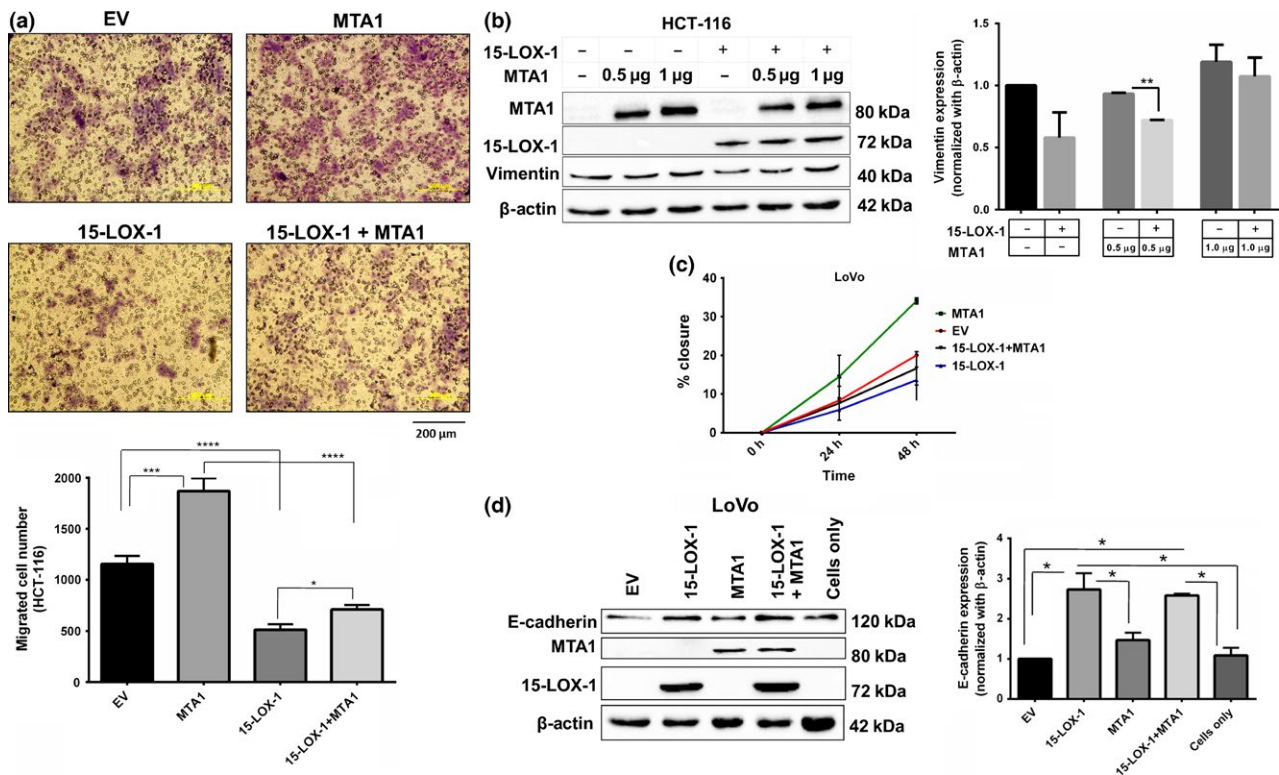 (a)
EV
MTA1
15-LOX-1
15-LOX-1 + MTA1
200 µm
****
***
****
*
Migrated cell number
(HCT-116)
2000
1500
1000
500
0
EV
MTA1
15-LOX-1
15-LOX-1+MTA1
(b)
HCT-116
15-LOX-1 – – – + + +
MTA1 – 0.5 µg 1 µg – 0.5 µg 1 µg
MTA1 80 kDa
15-LOX-1 72 kDa
Vimentin 40 kDa
β-actin 42 kDa
Vimentin expression
(normalized with β-actin)
1.5
1.0
0.5
0.0
**
15-LOX-1 – + – + – +
MTA1 – – 0.5 µg 0.5 µg 1.0 µg 1.0 µg
(c)
LoVo
% closure
40
30
20
10
0
0 h
24 h
48 h
Time
MTA1
EV
15-LOX-1+MTA1
15-LOX-1
(d)
LoVo
EV
15-LOX-1
MTA1
15-LOX-1
+ MTA1
Cells only
E-cadherin 120 kDa
MTA1 80 kDa
15-LOX-1 72 kDa
β-actin 42 kDa
E-cadherin expression
(normalized with β-actin)
4
3
2
1
0
*
*
*
*
*
EV
15-LOX-1
MTA1
15-LOX-1+MTA1
Cells only